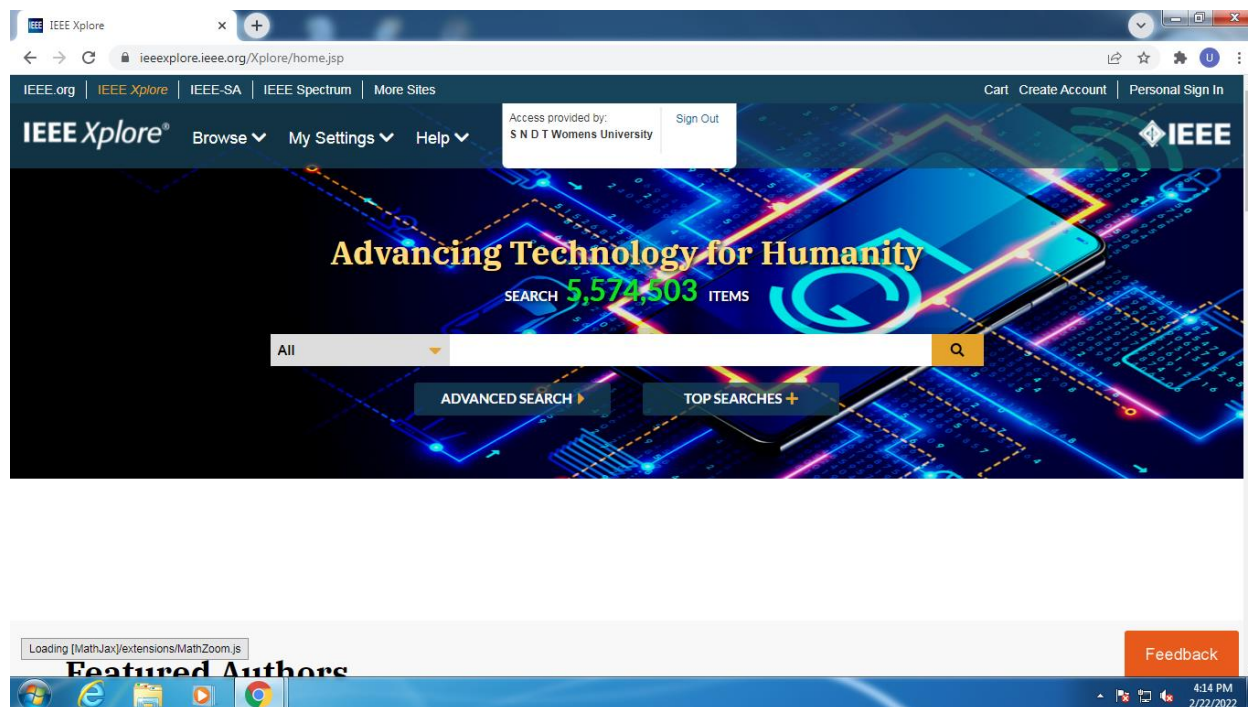 IEEE IEEE Xplore
ieeexplore.ieee.org/Xplore/home.jsp
U
IEEE.org | IEEE Xplore | IEEE-SA | IEEE Spectrum | More Sites
Cart Create Account | Personal Sign In
IEEE Xplore®
Browse
My Settings
Help
Access provided by:
S N D T Womens University
Sign Out
IEEE
Advancing Technology for Humanity
SEARCH 5,574,503 ITEMS
All
ADVANCED SEARCH
TOP SEARCHES +
Loading [MathJax]/extensions/MathZoom.js
Featured Authors
Feedback
4:14 PM
2/22/2022